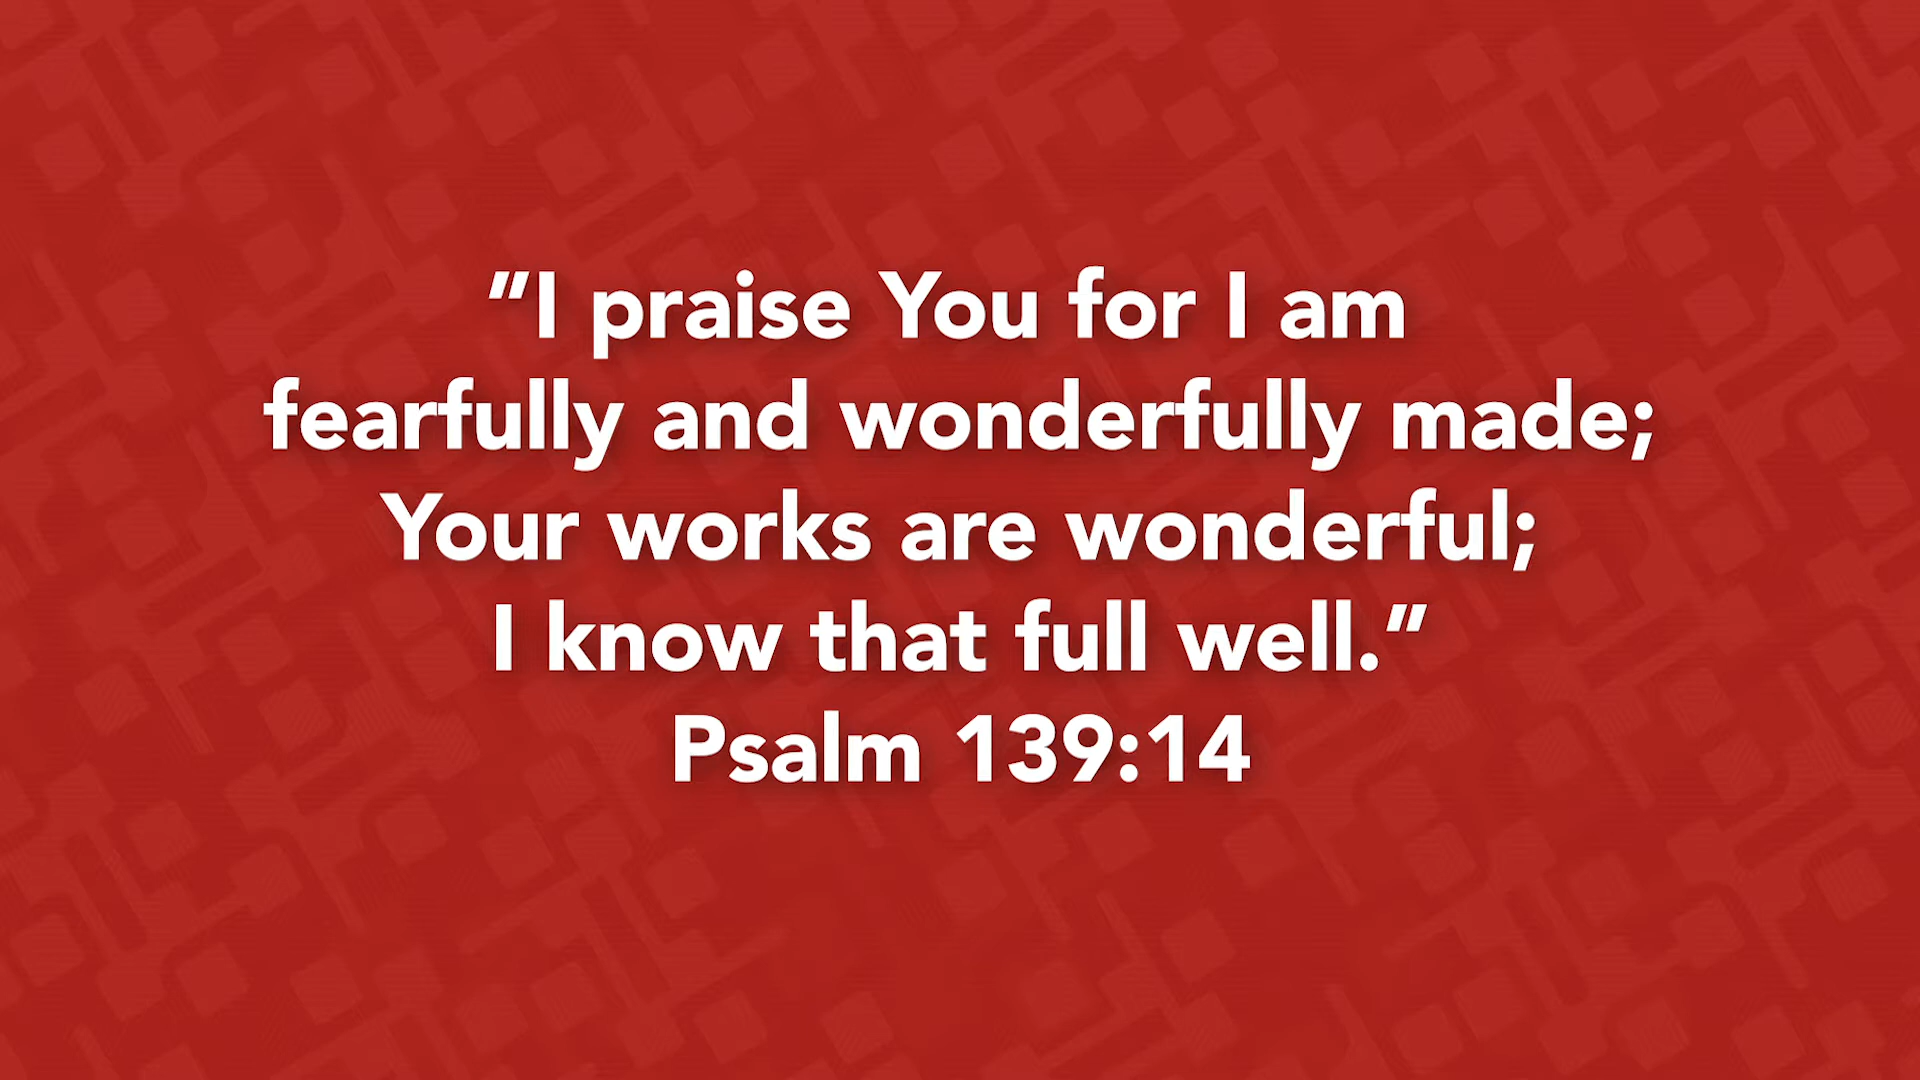 "I praise You for I am
fearfully and wonderfully made;
Your works are wonderful;
I know that full well."
Psalm 139:14